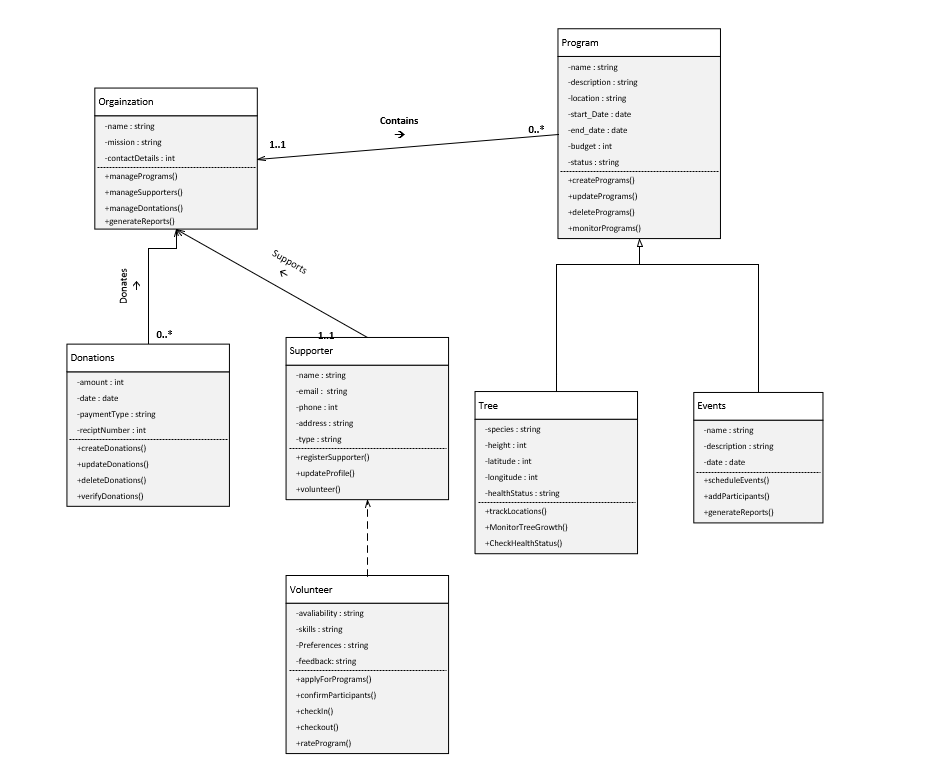 Program
-name : string
-description : string
-location : string
-start_Date : date
-end_date : date
-budget : int
-status : string
+createPrograms()
+updatePrograms()
+deletePrograms()
+monitorPrograms()
Orgainzation
-name : string
-mission : string
-contactDetails : int
+managePrograms()
+manageSupporters()
+manageDontations()
+generateReports()
Contains
→
1..1
0..*
Donates
→
0..*
Supports
←
1..1
Donations
-amount : int
-date : date
-paymentType : string
-reciptNumber : int
+createDonations()
+updateDonations()
+deleteDonations()
+verifyDonations()
Supporter
-name : string
-email : string
-phone : int
-address : string
-type : string
+registerSupporter()
+updateProfile()
+volunteer()
Tree
-species : string
-height : int
-latitude : int
-longitude : int
-healthStatus : string
+trackLocations()
+MonitorTreeGrowth()
+CheckHealthStatus()
Events
-name : string
-description : string
-date : date
+scheduleEvents()
+addParticipants()
+generateReports()
Volunteer
-avaliability : string
-skills : string
-Preferences : string
-feedback: string
+applyForPrograms()
+confirmParticipants()
+checkIn()
+checkout()
+rateProgram()